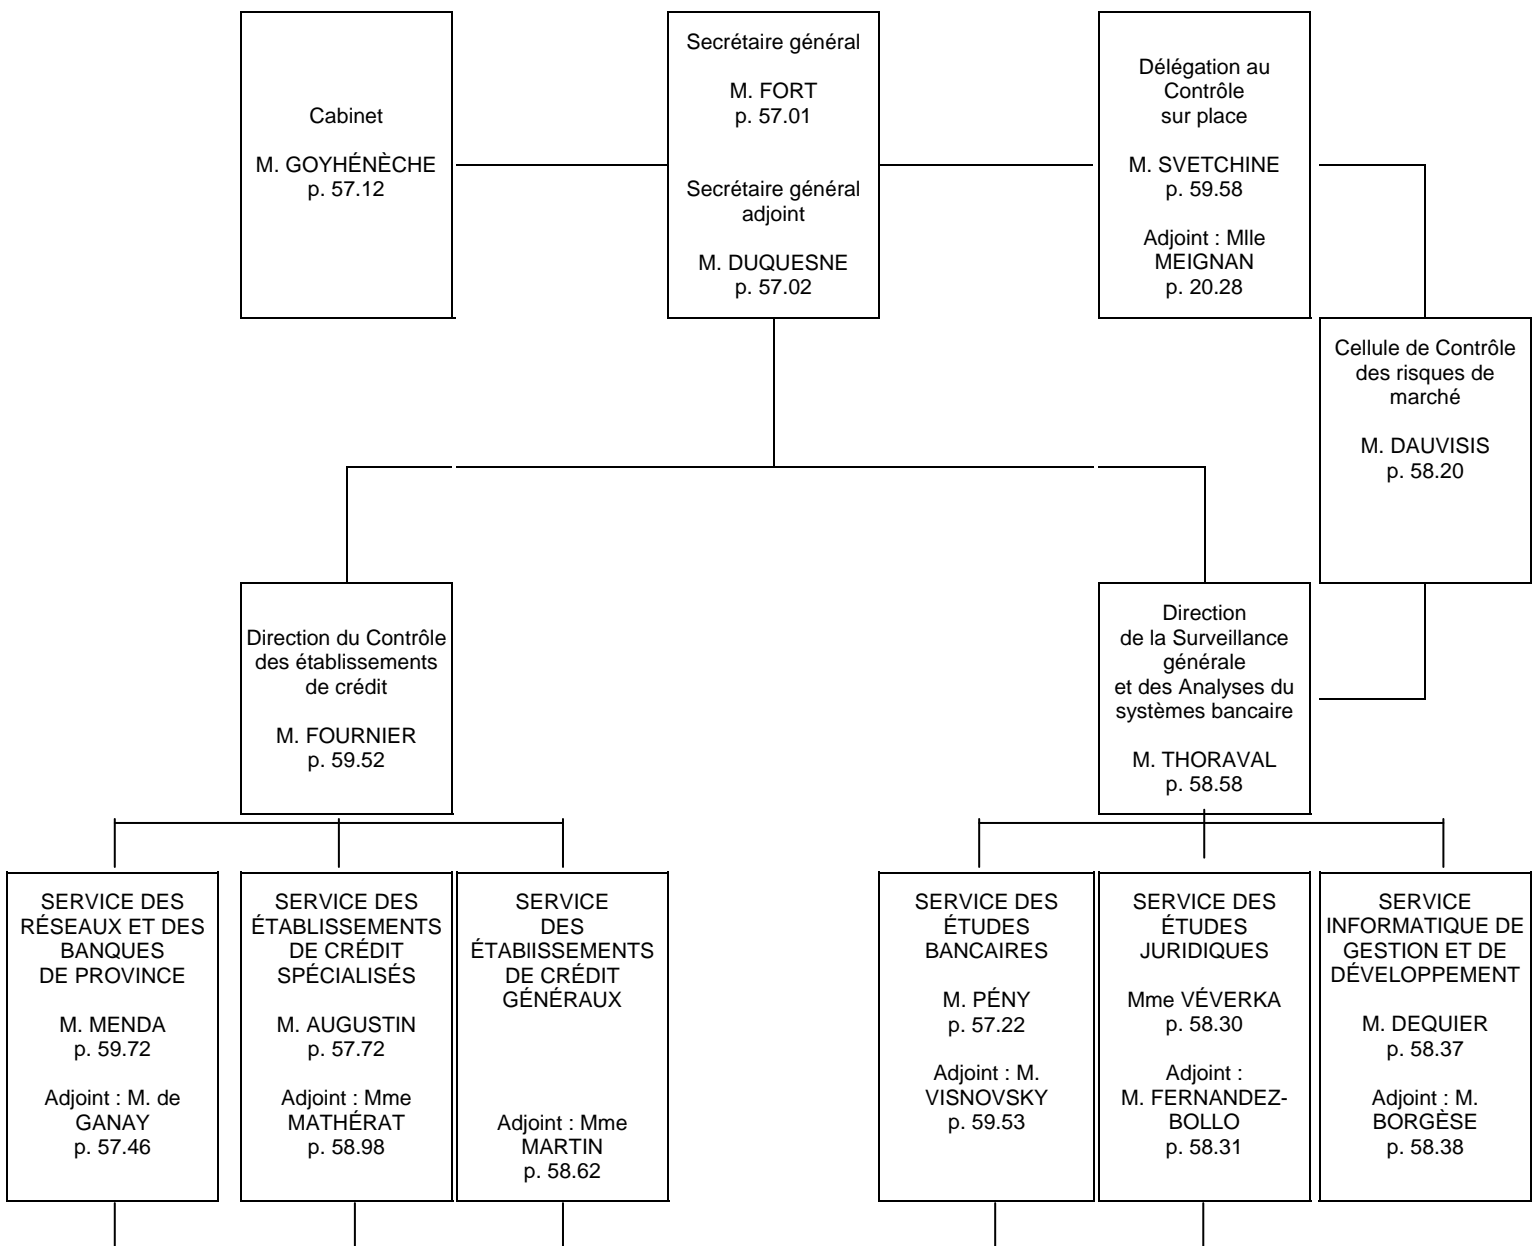 Cabinet
M. GOYHÉNÈCHE
p. 57.12
Secrétaire général
M. FORT
p. 57.01
Secrétaire général
adjoint
M. DUQUESNE
p. 57.02
Délégation au
Contrôle
sur place
M. SVETCHINE
p. 59.58
Adjoint : Mlle
MEIGNAN
p. 20.28
Cellule de Contrôle
des risques de
marché
M. DAUVISIS
p. 58.20
Direction du Contrôle
des établissements
de crédit
M. FOURNIER
p. 59.52
Direction
de la Surveillance
générale
et des Analyses du
systèmes bancaire
M. THORAVAL
p. 58.58
SERVICE DES
RÉSEAUX ET DES
BANQUES
DE PROVINCE
M. MENDA
p. 59.72
Adjoint : M. de
GANAY
p. 57.46
SERVICE DES
ÉTABLISSEMENTS
DE CRÉDIT
SPÉCIALISÉS
M. AUGUSTIN
p. 57.72
Adjoint : Mme
MATHÉRAT
p. 58.98
SERVICE
DES
ÉTABIISSEMENTS
DE CRÉDIT
GÉNÉRAUX
Adjoint : Mme
MARTIN
p. 58.62
SERVICE DES
ÉTUDES
BANCAIRES
M. PÉNY
p. 57.22
Adjoint : M.
VISNOVSKY
p. 59.53
SERVICE DES
ÉTUDES
JURIDIQUES
Mme VÉVERKA
p. 58.30
Adjoint :
M. FERNANDEZ-
BOLLO
p. 58.31
SERVICE
INFORMATIQUE DE
GESTION ET DE
DÉVELOPPEMENT
M. DEQUIER
p. 58.37
Adjoint : M.
BORGÈSE
p. 58.38